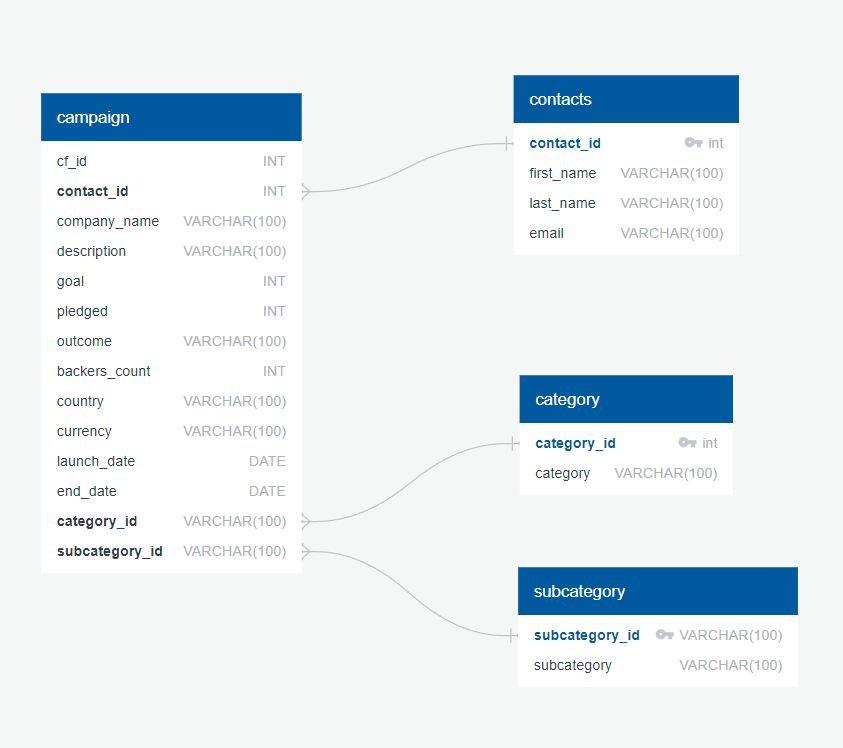 campaign
cf_id INT
contact_id INT
company_name VARCHAR(100)
description VARCHAR(100)
goal INT
pledged INT
outcome VARCHAR(100)
backers_count INT
country VARCHAR(100)
currency VARCHAR(100)
launch_date DATE
end_date DATE
category_id VARCHAR(100)
subcategory_id VARCHAR(100)
contacts
contact_id int
first_name VARCHAR(100)
last_name VARCHAR(100)
email VARCHAR(100)
category
category_id int
category VARCHAR(100)
subcategory
subcategory_id VARCHAR(100)
subcategory VARCHAR(100)